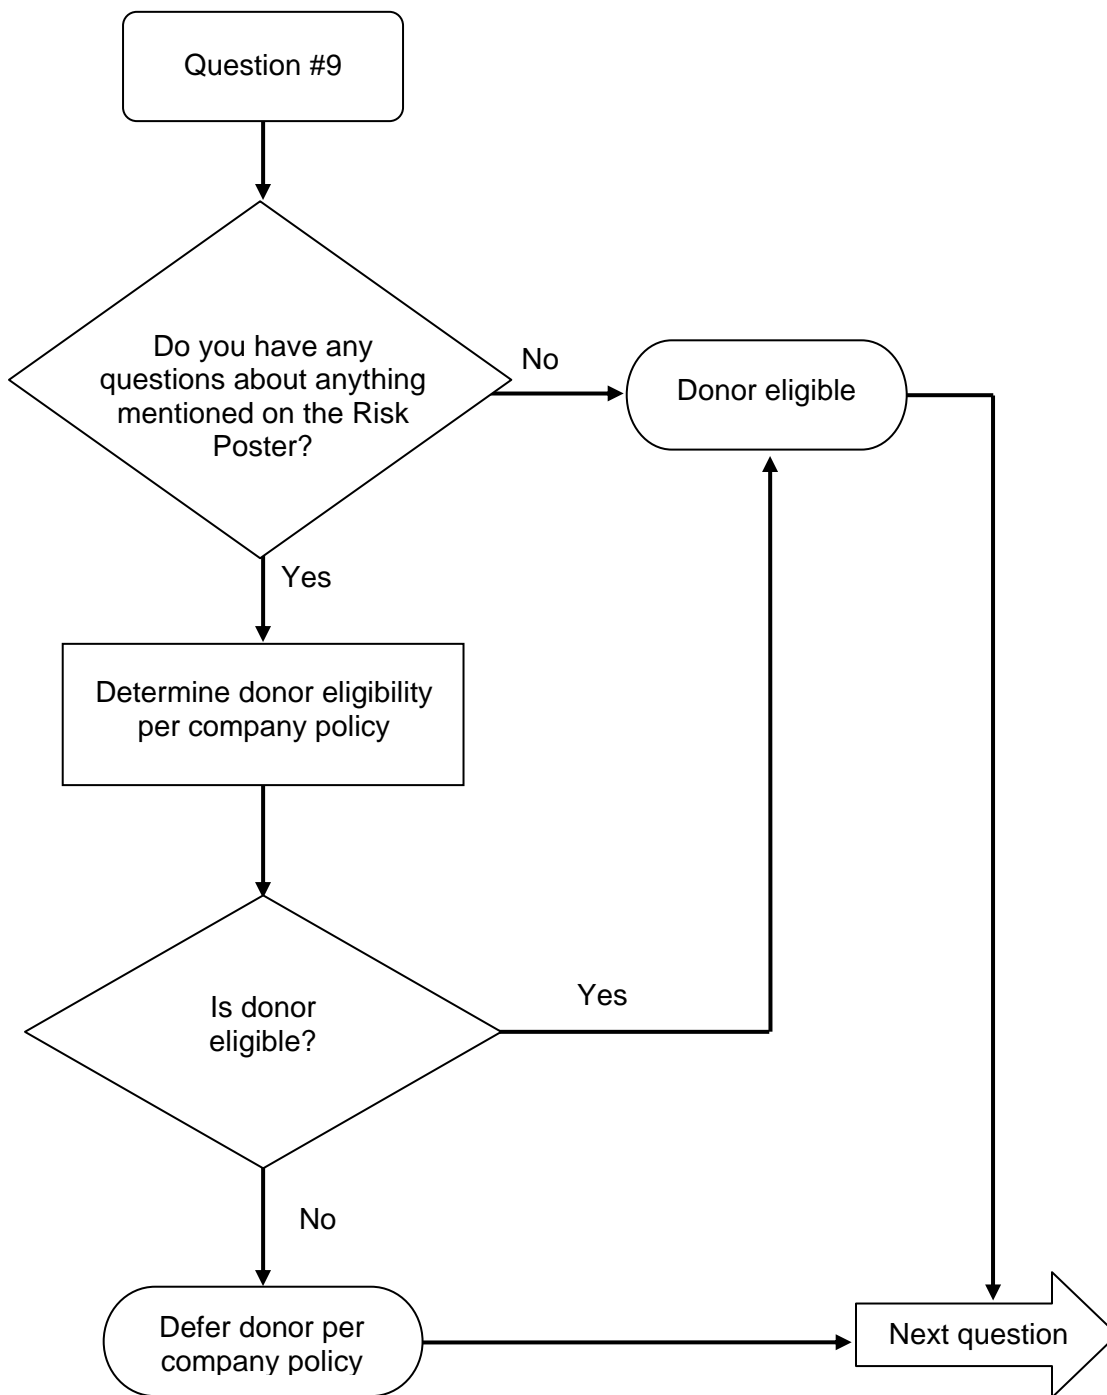 Question #9
Do you have any
questions about anything
mentioned on the Risk
Poster?
No
Donor eligible
Yes
Determine donor eligibility
per company policy
Is donor
eligible?
Yes
No
Defer donor per
company policy
Next question